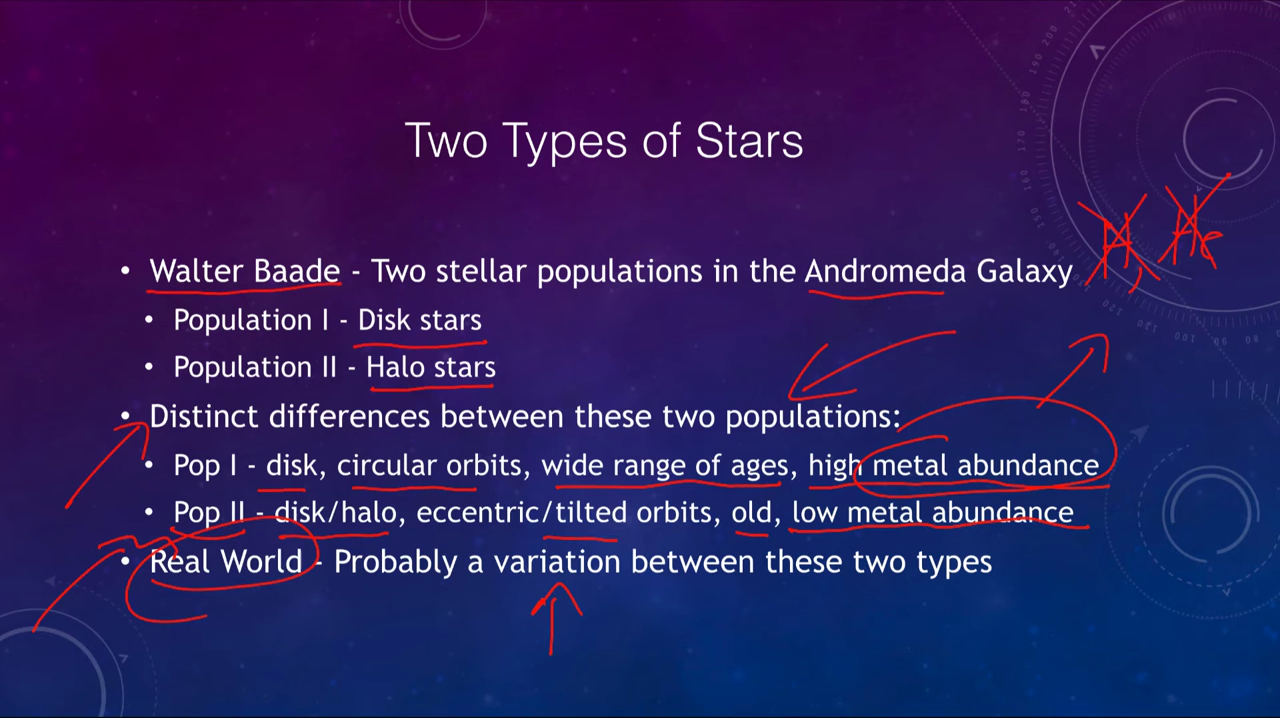 Two Types of Stars
• Walter Baade - Two stellar populations in the Andromeda Galaxy
• Population I - Disk stars
• Population II - Halo stars
• Distinct differences between these two populations:
• Pop I - disk, circular orbits, wide range of ages, high metal abundance
• Pop II - disk/halo, eccentric/tilted orbits, old, low metal abundance
• Real World - Probably a variation between these two types
H, He